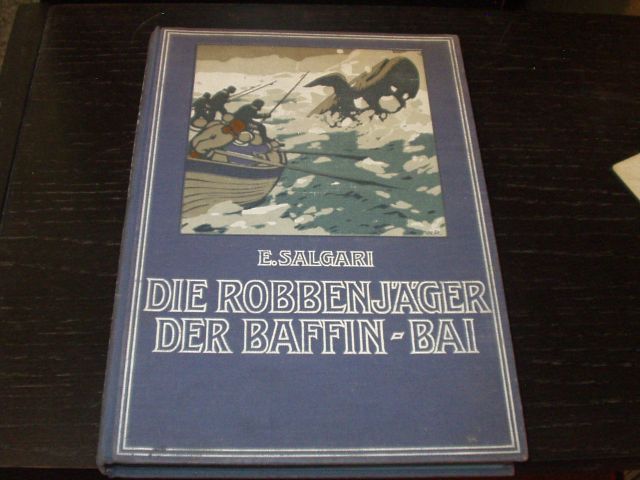 E. SALGARI
DIE ROBBENJÄGER
DER BAFFIN-BAI